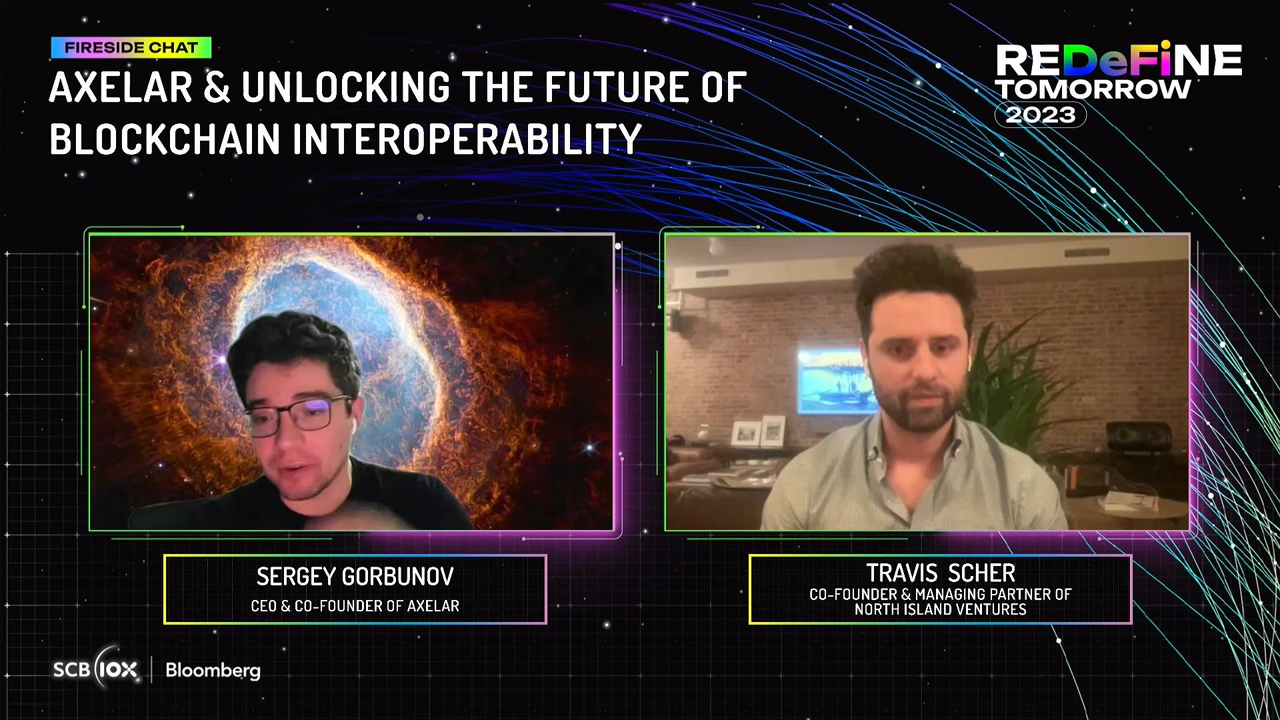 FIRESIDE CHAT
AXELAR & UNLOCKING THE FUTURE OF
BLOCKCHAIN INTEROPERABILITY
REDeFiNE
TOMORROW
2023
SERGEY GORBUNOV
CEO & CO-FOUNDER OF AXELAR
TRAVIS SCHER
CO-FOUNDER & MANAGING PARTNER OF
NORTH ISLAND VENTURES
SCB 10X | Bloomberg